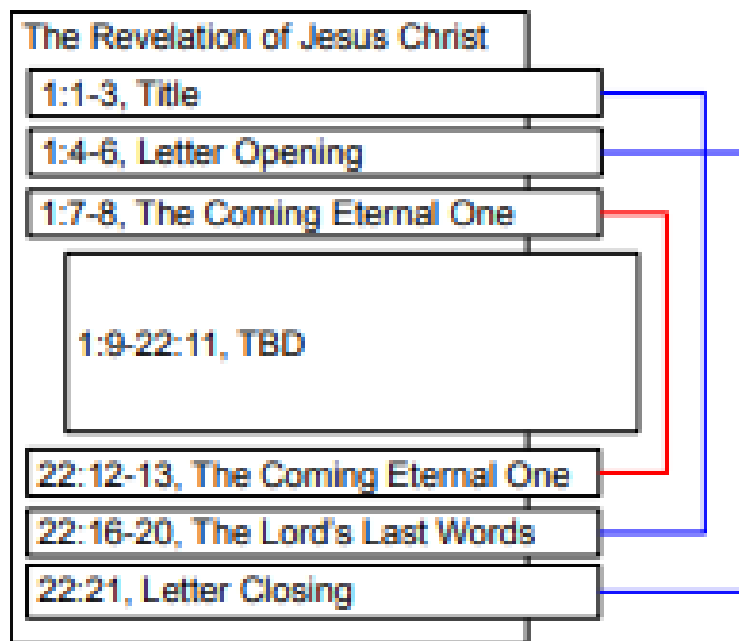 The Revelation of Jesus Christ
1:1-3, Title
1:4-6, Letter Opening
1:7-8, The Coming Eternal One
1:9-22:11, TBD
22:12-13, The Coming Eternal One
22:16-20, The Lord's Last Words
22:21, Letter Closing